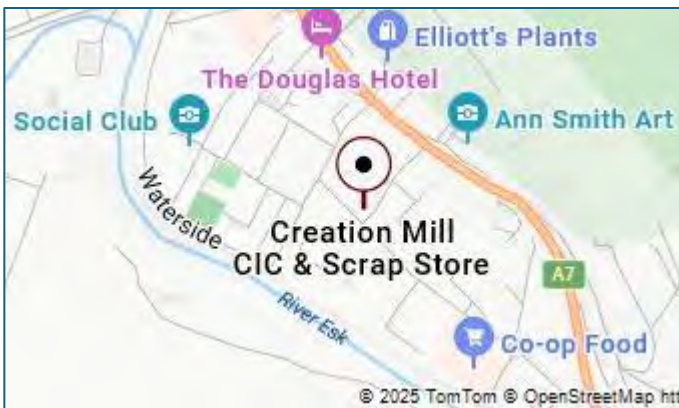 Elliott's Plants
The Douglas Hotel
Social Club
Ann Smith Art
Waterside
Creation Mill
CIC & Scrap Store
A7
River Esk
Co-op Food
© 2025 TomTom © OpenStreetMap htt